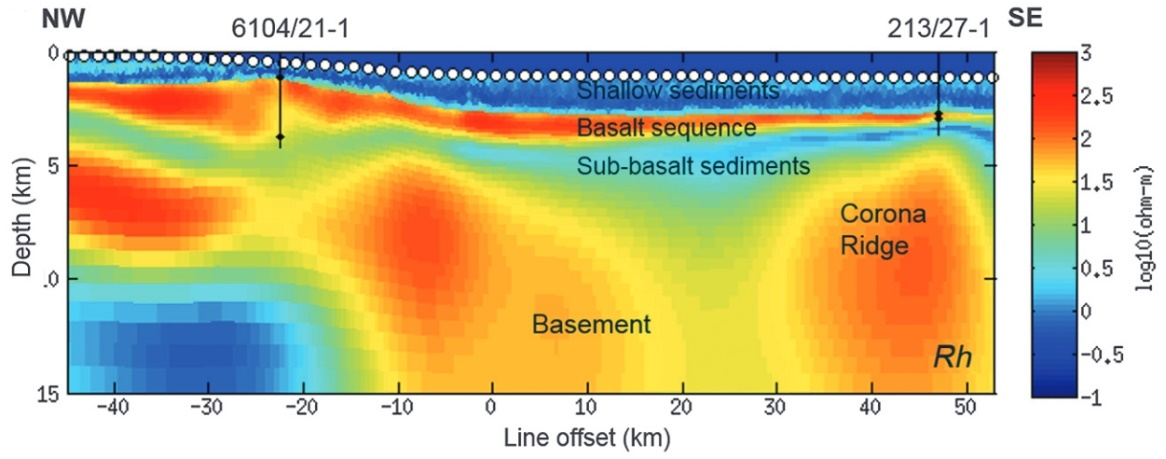 NW
6104/21-1
213/27-1
SE
0
5
.0
15
Depth (km)
Shallow sediments
Basalt sequence
Sub-basalt sediments
Corona
Ridge
Basement
Rh
-40
-30
-20
-10
0
10
20
30
40
50
Line offset (km)
3
2.5
2
1.5
1
0.5
0
-0.5
-1
log10(ohm-m)